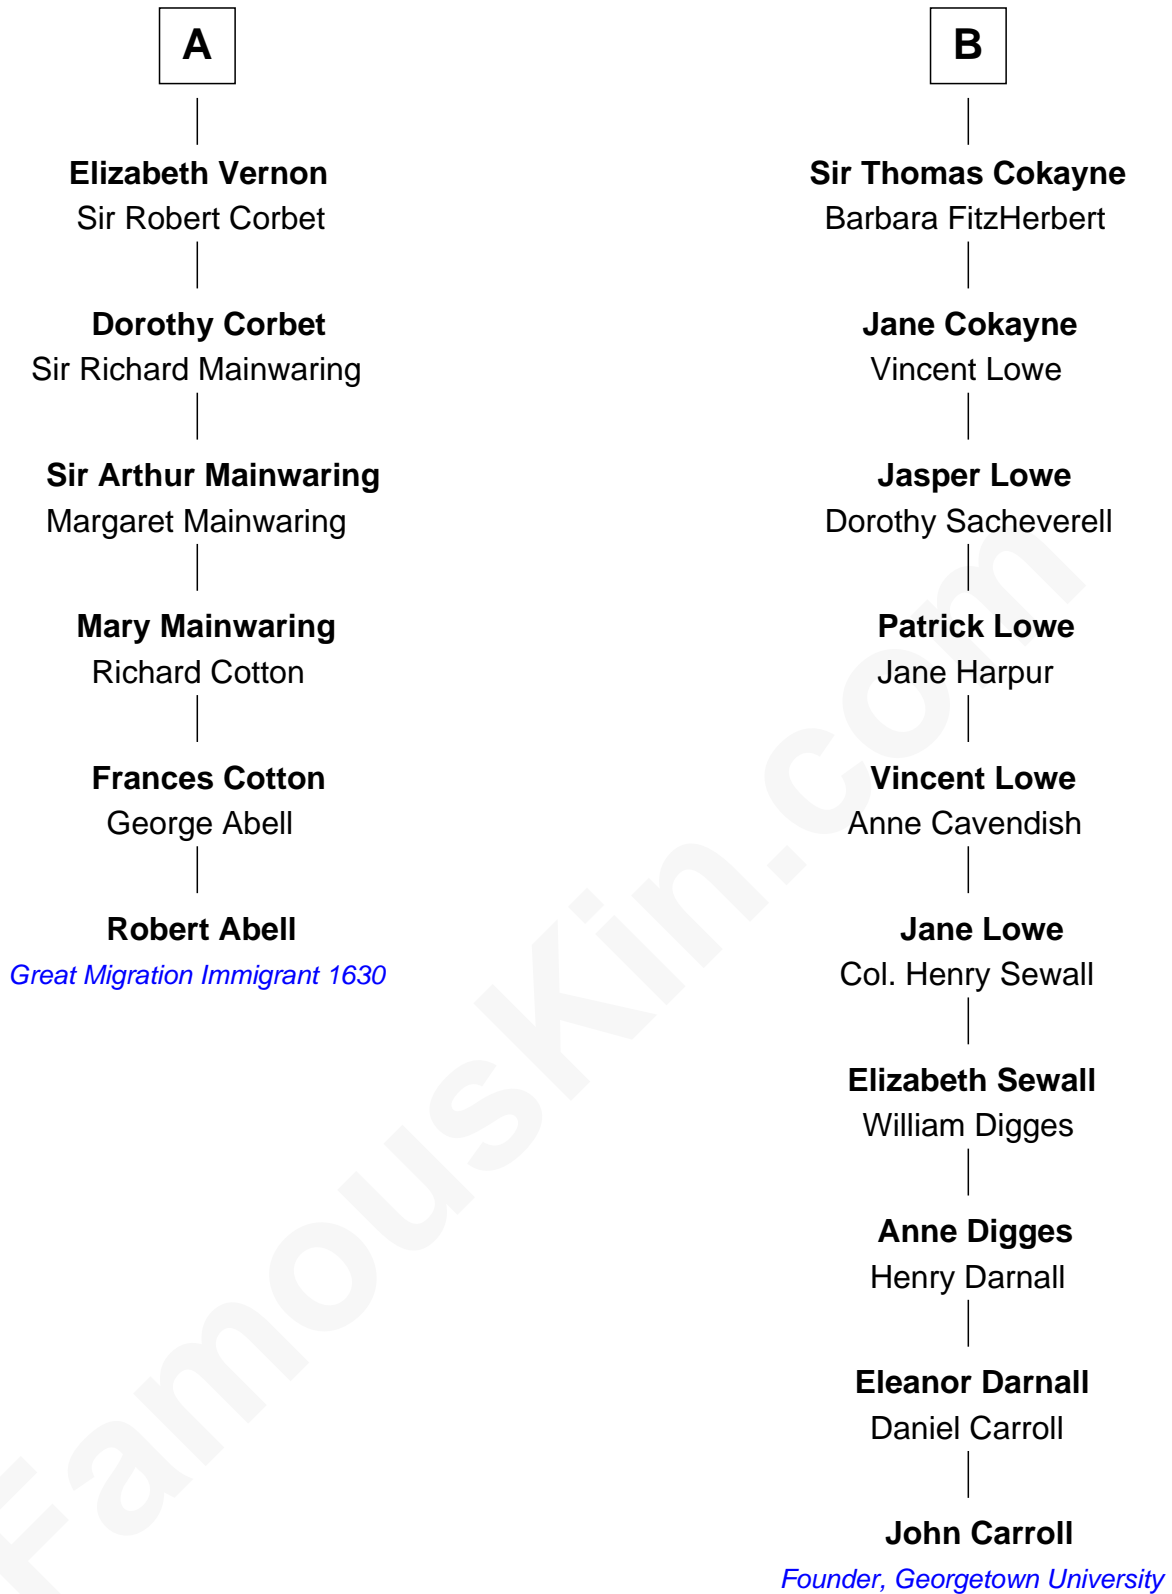 A
Elizabeth Vernon
Sir Robert Corbet
Dorothy Corbet
Sir Richard Mainwaring
Sir Arthur Mainwaring
Margaret Mainwaring
Mary Mainwaring
Richard Cotton
Frances Cotton
George Abell
Robert Abell
Great Migration Immigrant 1630
B
Sir Thomas Cokayne
Barbara FitzHerbert
Jane Cokayne
Vincent Lowe
Jasper Lowe
Dorothy Sacheverell
Patrick Lowe
Jane Harpur
Vincent Lowe
Anne Cavendish
Jane Lowe
Col. Henry Sewall
Elizabeth Sewall
William Digges
Anne Digges
Henry Darnall
Eleanor Darnall
Daniel Carroll
John Carroll
Founder, Georgetown University
FamousKin.com